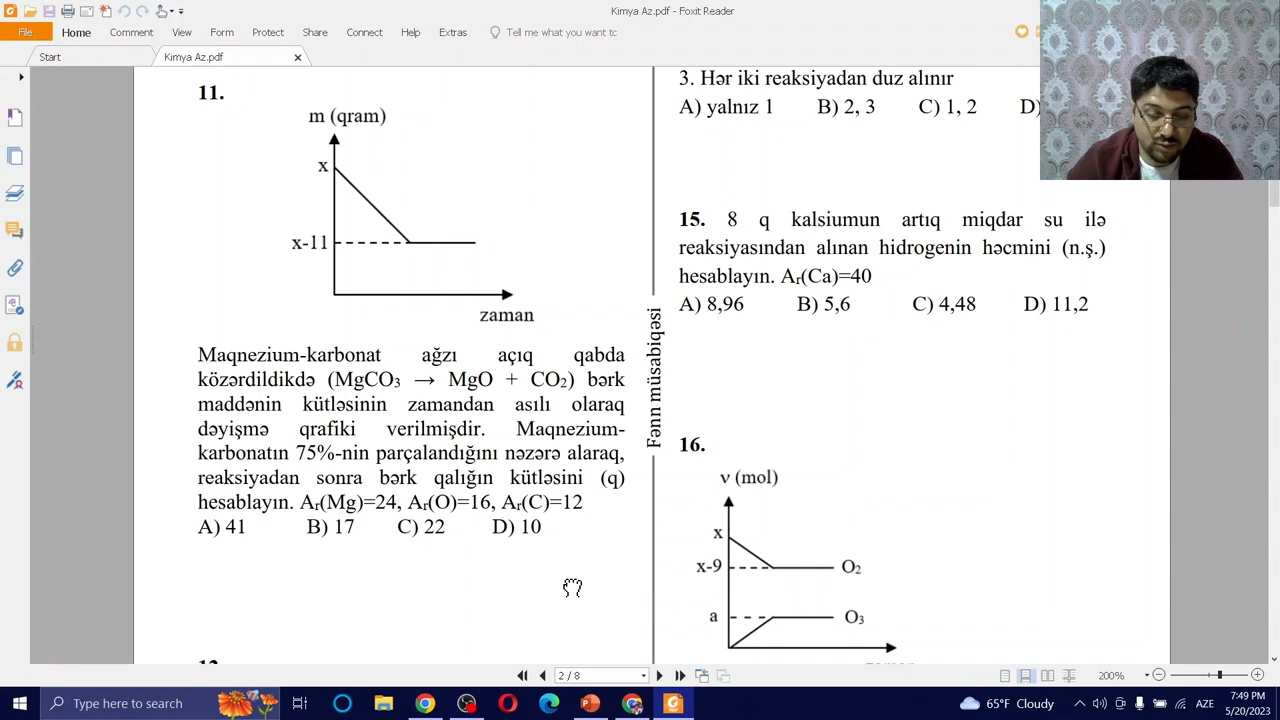 Kimya Az.pdf - Foxit Reader
File
Home
Comment
View
Form
Protect
Share
Connect
Help
Extras
Tell me what you want tc
Start
Kimya Az.pdf
11.
m (qram)
x
x-11
zaman
Maqnezium-karbonat ağzı açıq qabda
közərdildikdə (MgCO₃ → MgO + CO₂) bərk
maddənin kütləsinin zamandan asılı olaraq
dəyişmə qrafiki verilmişdir. Maqnezium-
karbonatın 75%-nin parçalandığını nəzərə alaraq,
reaksiyadan sonra bərk qalığın kütləsini (q)
hesablayın. Aᵣ(Mg)=24, Aᵣ(O)=16, Aᵣ(C)=12
A) 41 B) 17 C) 22 D) 10
Fənn müsabiqəsi
3. Hər iki reaksiyadan duz alınır
A) yalnız 1 B) 2, 3 C) 1, 2 D)
15. 8 q kalsiumun artıq miqdar su ilə
reaksiyasından alınan hidrogenin həcmini (n.ş.)
hesablayın. Aᵣ(Ca)=40
A) 8,96 B) 5,6 C) 4,48 D) 11,2
16.
ν (mol)
x
x-9
O₂
a
O₃
2 / 8
200%
Type here to search
65°F Cloudy
AZE
7:49 PM
5/20/2023